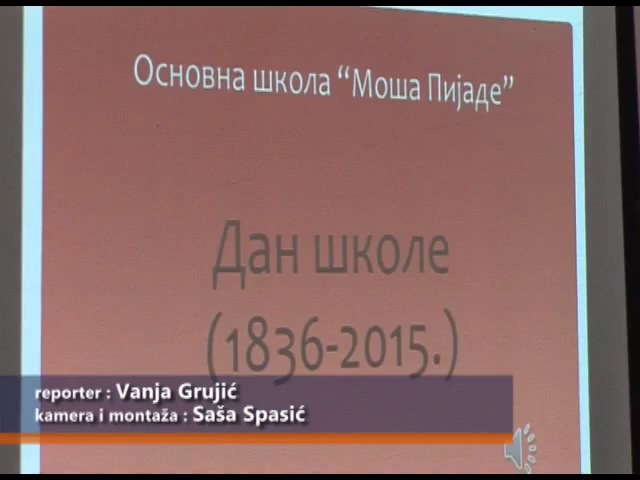 Основна школа “Моша Пијаде”
Дан школе
(1836-2015.)
reporter : Vanja Grujić
kamera i montaža : Saša Spasić